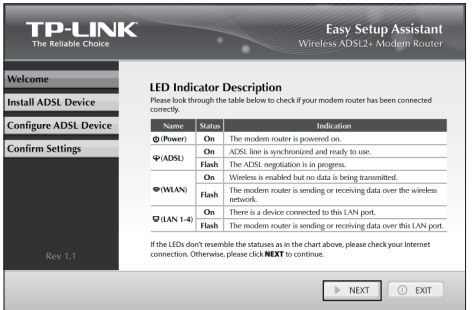 TP-LINK®
The Reliable Choice
Easy Setup Assistant
Wireless ADSL2+ Modem Router
Welcome
Install ADSL Device
Configure ADSL Device
Confirm Settings
Rev 1.1
LED Indicator Description
Please look through the table below to check if your modem router has been connected
correctly.
Name Status Indication
(Power) On The modem router is powered on.
(ADSL) On ADSL line is synchronized and ready to use.
Flash The ADSL negotiation is in progress.
(WLAN) On Wireless is enabled but no data is being transmitted.
Flash The modem router is sending or receiving data over the wireless
network.
(LAN 1-4) On There is a device connected to this LAN port.
Flash The modem router is sending or receiving data over this LAN port.
If the LEDs don't resemble the statuses as in the chart above, please check your Internet
connection. Otherwise, please click NEXT to continue.
NEXT
EXIT